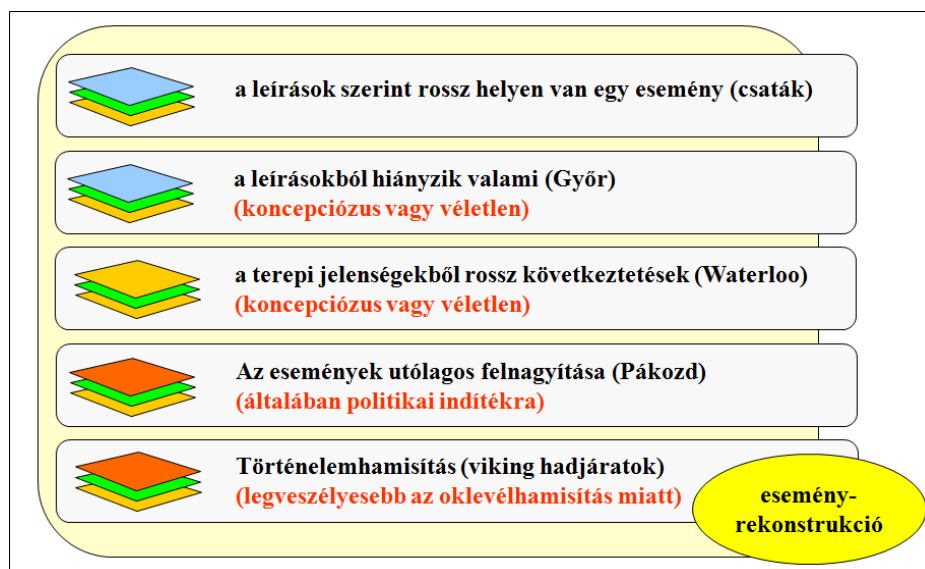 a leírások szerint rossz helyen van egy esemény (csaták)
a leírásokból hiányzik valami (Győr)
(koncepciózus vagy véletlen)
a terepi jelenségekből rossz következtetések (Waterloo)
(koncepciózus vagy véletlen)
Az események utólagos felnagyítása (Pákozd)
(általában politikai indítékra)
Történelemhamisítás (viking hadjáratok)
(legveszélyesebb az oklevélhamisítás miatt)
esemény-
rekonstrukció